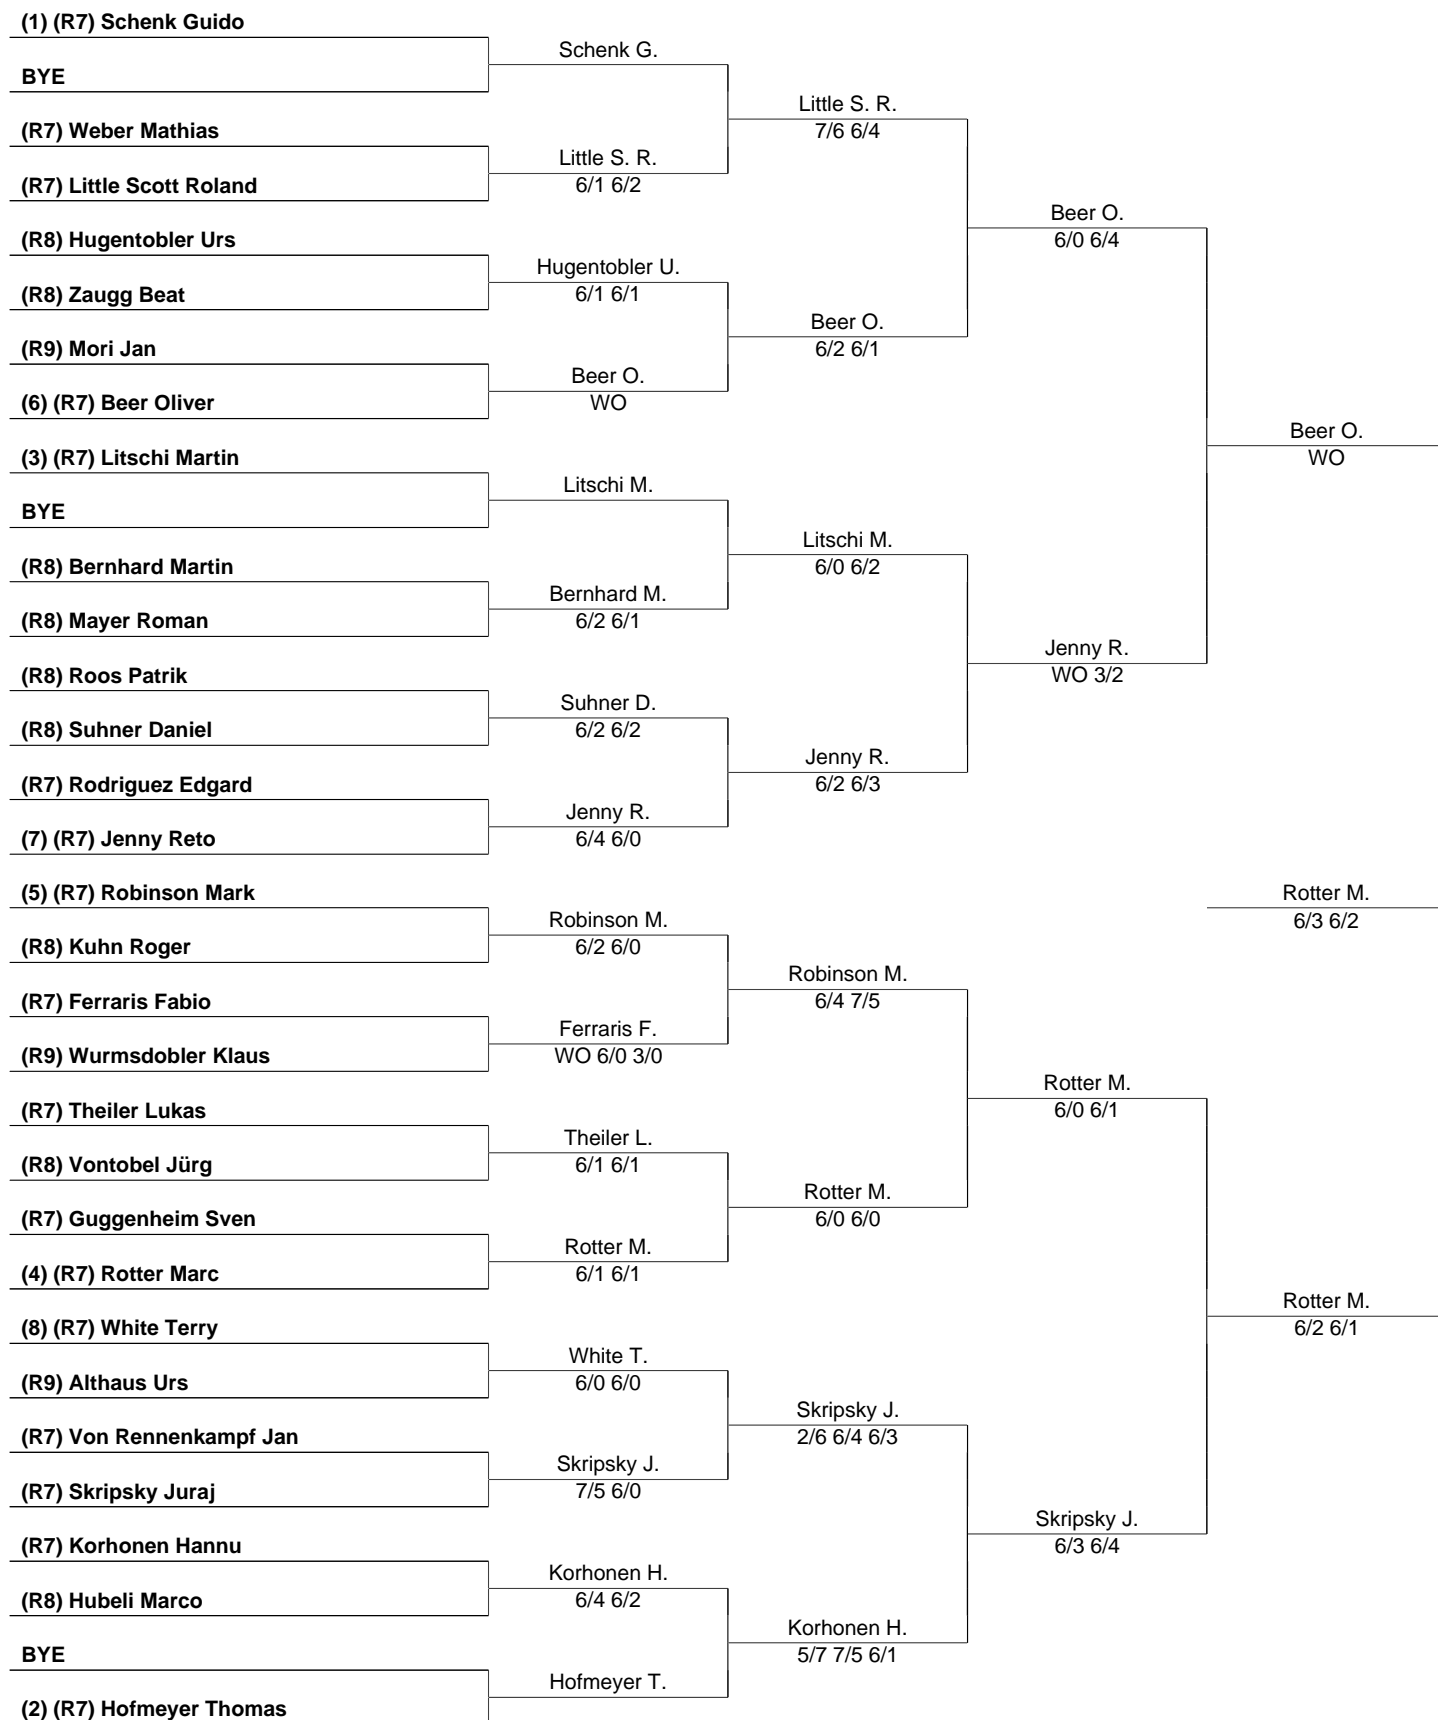 (1) (R7) Schenk Guido
BYE
(R7) Weber Mathias
(R7) Little Scott Roland
(R8) Hugentobler Urs
(R8) Zaugg Beat
(R9) Mori Jan
(6) (R7) Beer Oliver
(3) (R7) Litschi Martin
BYE
(R8) Bernhard Martin
(R8) Mayer Roman
(R8) Roos Patrik
(R8) Suhner Daniel
(R7) Rodriguez Edgard
(7) (R7) Jenny Reto
(5) (R7) Robinson Mark
(R8) Kuhn Roger
(R7) Ferraris Fabio
(R9) Wurmsdobler Klaus
(R7) Theiler Lukas
(R8) Vontobel Jürg
(R7) Guggenheim Sven
(4) (R7) Rotter Marc
(8) (R7) White Terry
(R9) Althaus Urs
(R7) Von Rennenkampf Jan
(R7) Skripsky Juraj
(R7) Korhonen Hannu
(R8) Hubeli Marco
BYE
(2) (R7) Hofmeyer Thomas
Schenk G.
Little S. R.
6/1 6/2
Hugentobler U.
6/1 6/1
Beer O.
WO
Litschi M.
Bernhard M.
6/2 6/1
Suhner D.
6/2 6/2
Jenny R.
6/4 6/0
Robinson M.
6/2 6/0
Ferraris F.
WO 6/0 3/0
Theiler L.
6/1 6/1
Rotter M.
6/1 6/1
White T.
6/0 6/0
Skripsky J.
7/5 6/0
Korhonen H.
6/4 6/2
Hofmeyer T.
Little S. R.
7/6 6/4
Beer O.
6/2 6/1
Litschi M.
6/0 6/2
Jenny R.
6/2 6/3
Robinson M.
6/4 7/5
Rotter M.
6/0 6/0
Skripsky J.
2/6 6/4 6/3
Korhonen H.
5/7 7/5 6/1
Beer O.
6/0 6/4
Jenny R.
WO 3/2
Rotter M.
6/0 6/1
Skripsky J.
6/3 6/4
Beer O.
WO
Rotter M.
6/3 6/2
Rotter M.
6/2 6/1